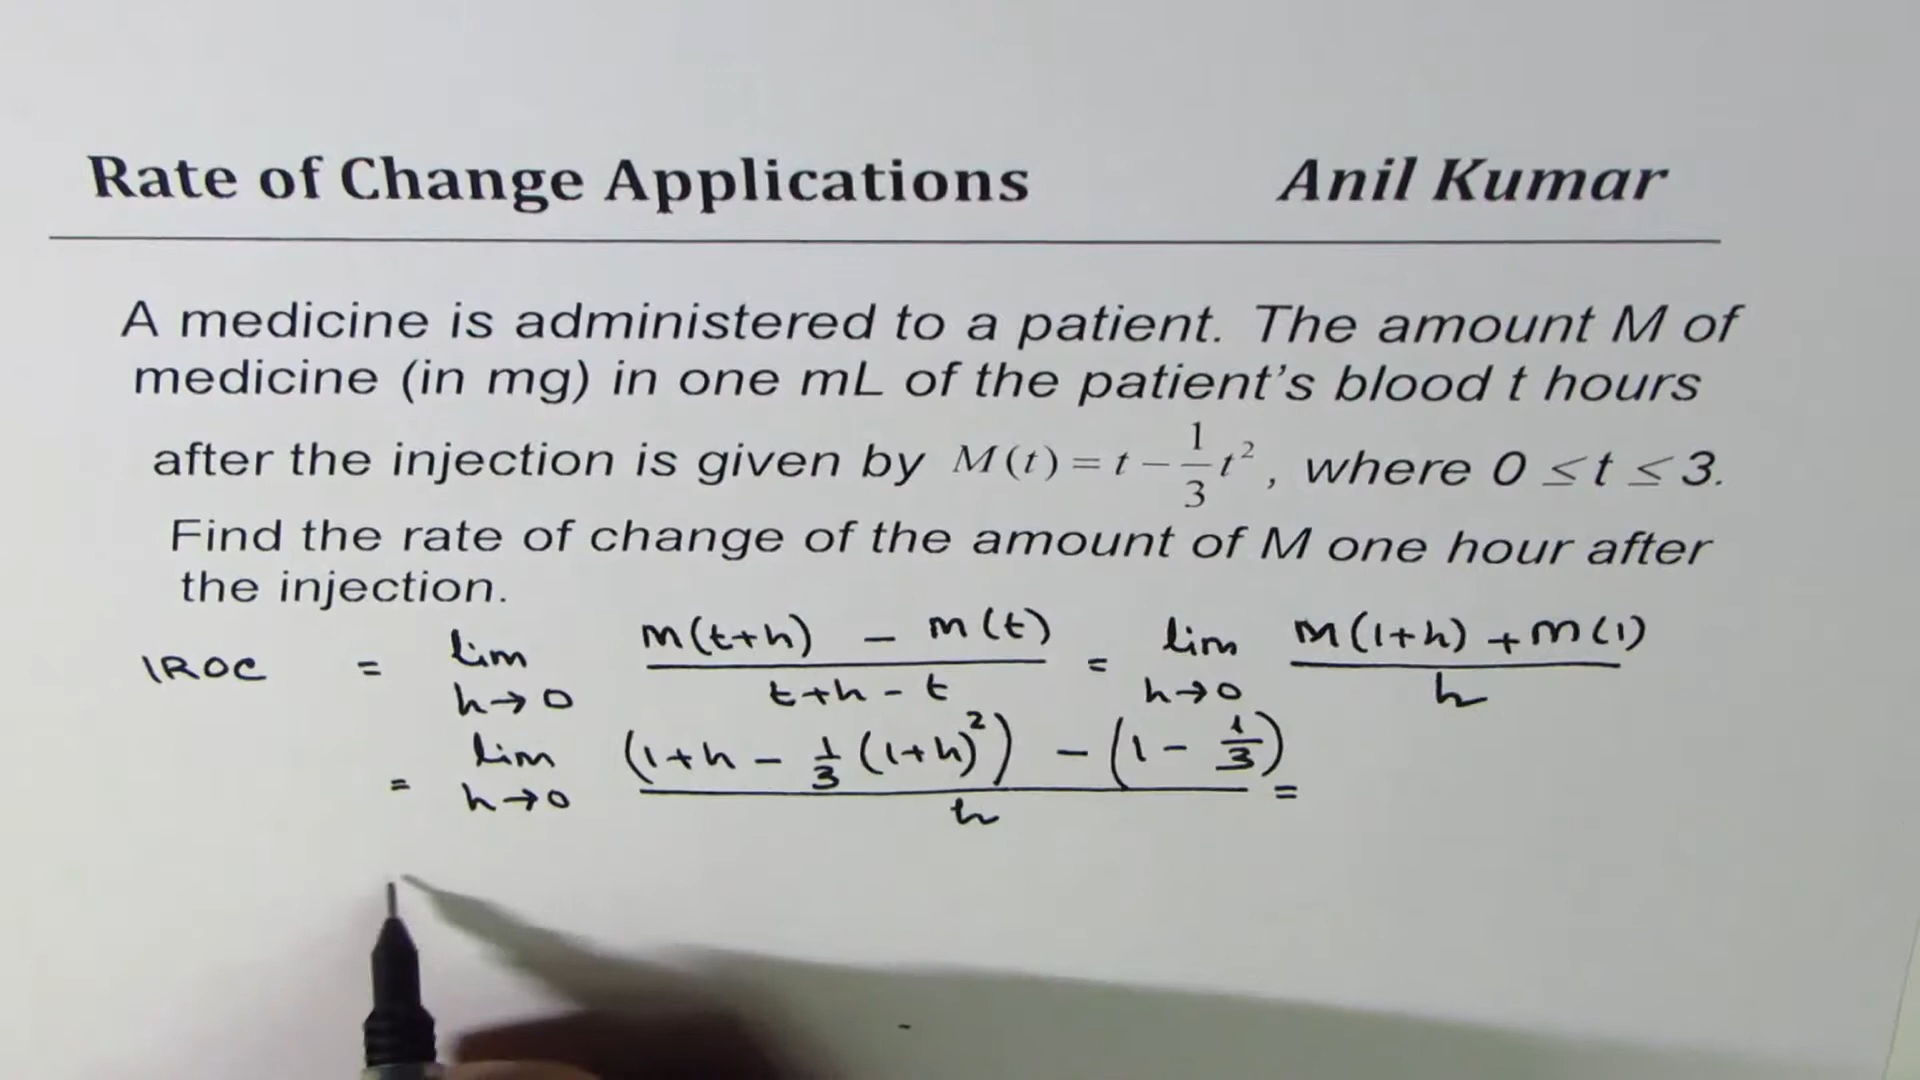 Rate of Change Applications Anil Kumar
A medicine is administered to a patient. The amount M of
medicine (in mg) in one mL of the patient's blood t hours
after the injection is given by M(t) = t − 1/3 t², where 0 ≤ t ≤ 3.
Find the rate of change of the amount of M one hour after
the injection.
IROC = lim h→0 (m(t+h) − m(t))/(t+h−t) = lim h→0 (m(1+h) + m(1))/h
= lim h→0 ((1+h − 1/3 (1+h)²) − (1 − 1/3))/h =